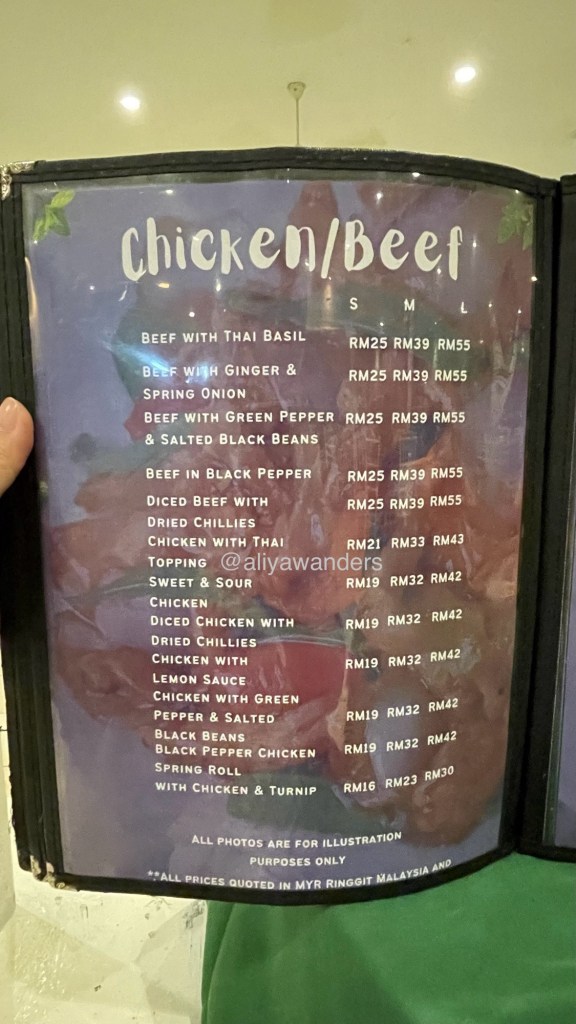 Chicken/Beef
S M L
BEEF WITH THAI BASIL RM25 RM39 RM55
BEEF WITH GINGER & RM25 RM39 RM55
SPRING ONION
BEEF WITH GREEN PEPPER RM25 RM39 RM55
& SALTED BLACK BEANS
BEEF IN BLACK PEPPER RM25 RM39 RM55
DICED BEEF WITH RM25 RM39 RM55
DRIED CHILLIES
CHICKEN WITH THAI RM21 RM33 RM43
TOPPING
@aliyawanders
SWEET & SOUR RM19 RM32 RM42
CHICKEN
DICED CHICKEN WITH RM19 RM32 RM42
DRIED CHILLIES
CHICKEN WITH RM19 RM32 RM42
LEMON SAUCE
CHICKEN WITH GREEN
PEPPER & SALTED RM19 RM32 RM42
BLACK BEANS
BLACK PEPPER CHICKEN RM19 RM32 RM42
SPRING ROLL
WITH CHICKEN & TURNIP RM16 RM23 RM30
ALL PHOTOS ARE FOR ILLUSTRATION
PURPOSES ONLY
**ALL PRICES QUOTED IN MYR RINGGIT MALAYSIA AND